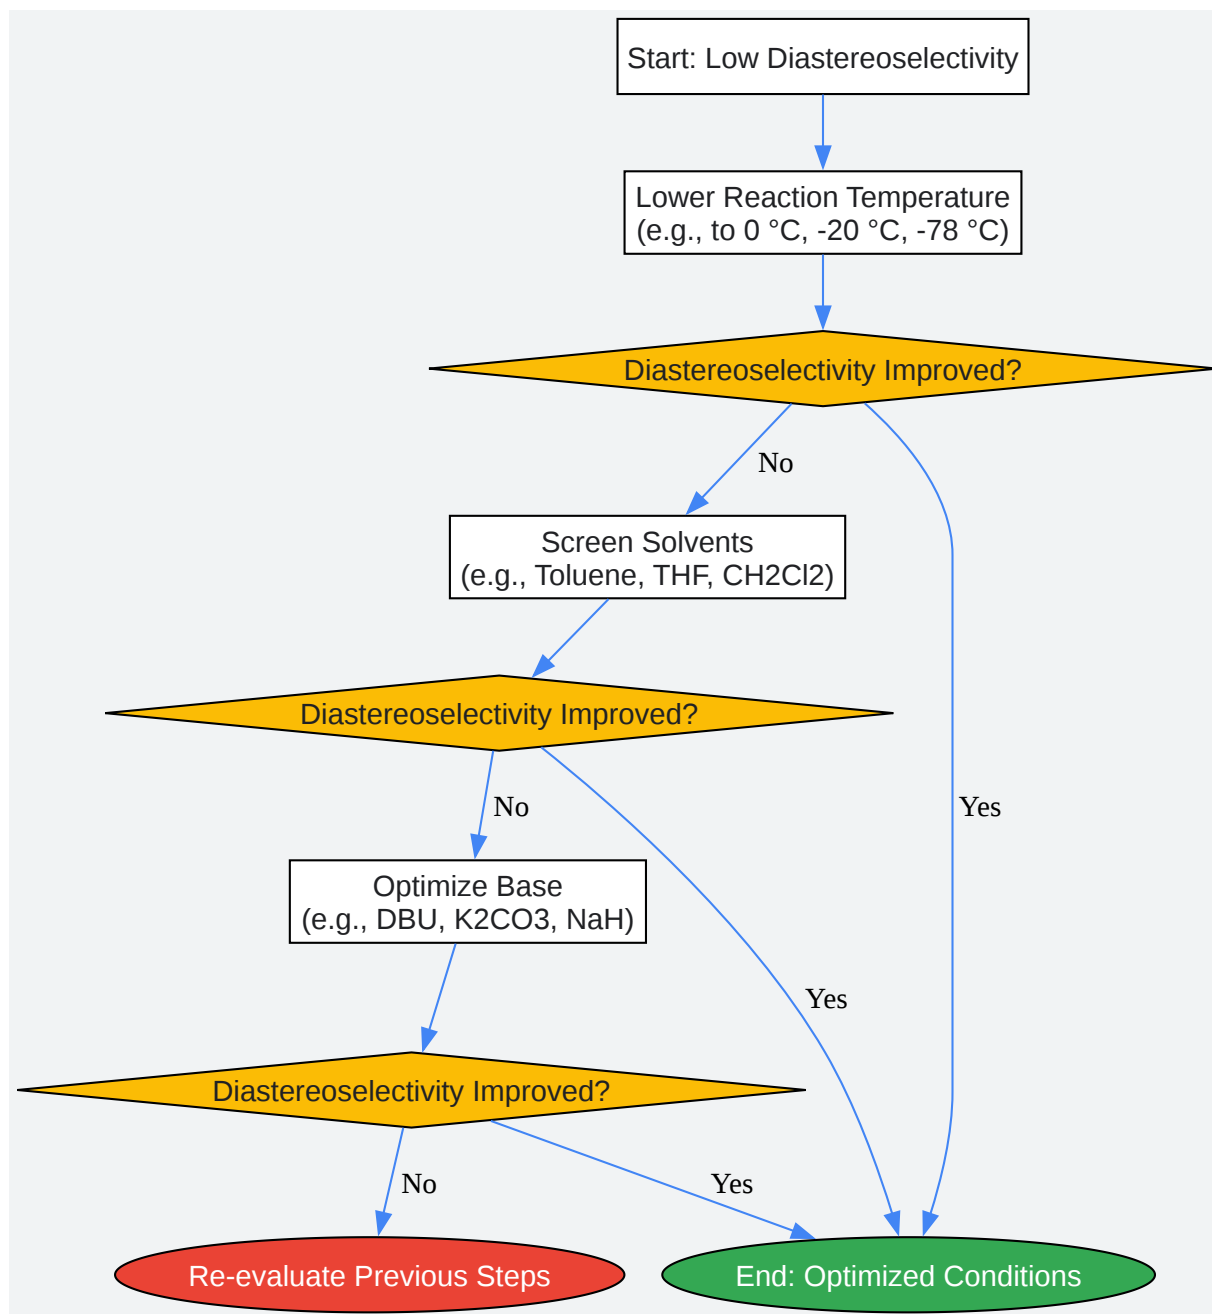 Start: Low Diastereoselectivity
Lower Reaction Temperature
(e.g., to 0 °C, -20 °C, -78 °C)
Diastereoselectivity Improved?
No
Screen Solvents
(e.g., Toluene, THF, CH2Cl2)
Diastereoselectivity Improved?
No
Yes
Optimize Base
(e.g., DBU, K2CO3, NaH)
Yes
Diastereoselectivity Improved?
No
Yes
Re-evaluate Previous Steps
End: Optimized Conditions